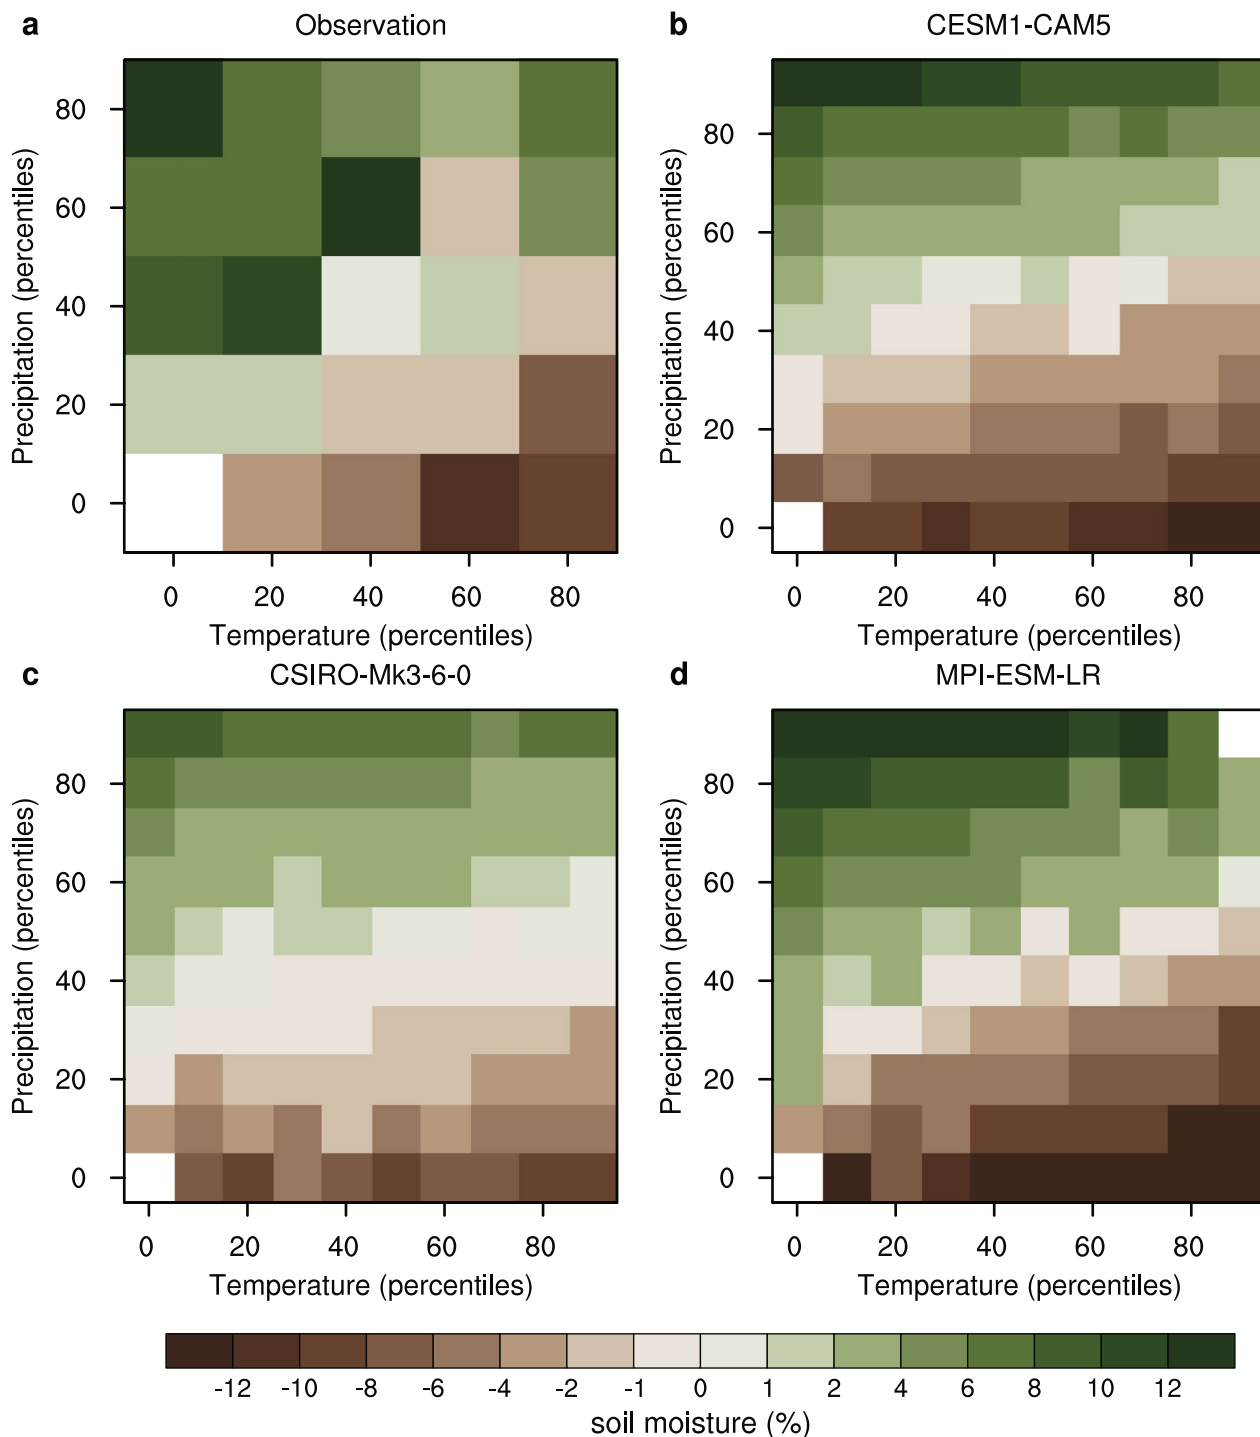 a Observation
b CESM1-CAM5
Precipitation (percentiles)
80
60
40
20
0
0 20 40 60 80
Temperature (percentiles)
Precipitation (percentiles)
80
60
40
20
0
0 20 40 60 80
Temperature (percentiles)
c CSIRO-Mk3-6-0
d MPI-ESM-LR
Precipitation (percentiles)
80
60
40
20
0
0 20 40 60 80
Temperature (percentiles)
Precipitation (percentiles)
80
60
40
20
0
0 20 40 60 80
Temperature (percentiles)
-12 -10 -8 -6 -4 -2 -1 0 1 2 4 6 8 10 12
soil moisture (%)